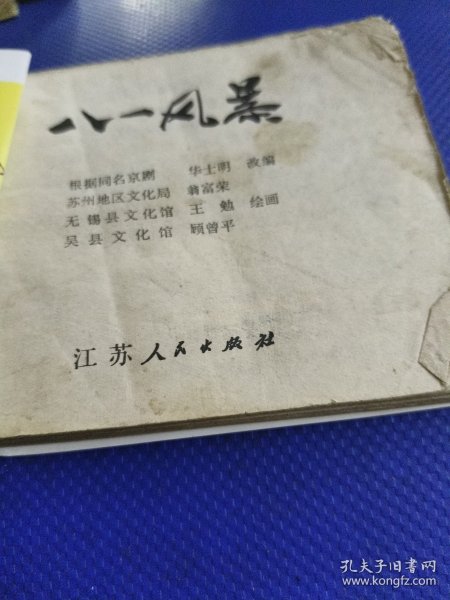 八一风暴
根据同名京剧 华士明 改编
苏州地区文化局 翁富荣
无锡县文化馆 王勉 绘画
吴县文化馆 顾曾平
江苏人民出版社
孔夫子旧书网
www.kongfz.com